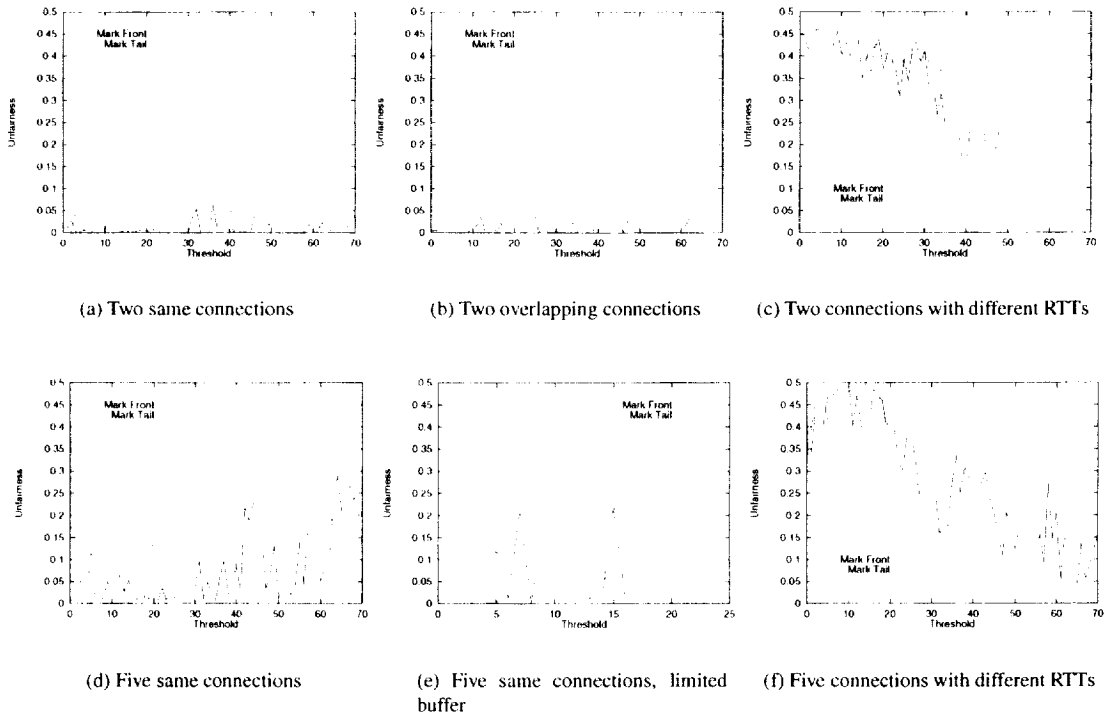 0.5
0.45
0.4
0.35
0.3
0.25
0.2
0.15
0.1
0.05
0
Unfairness
Mark Front
Mark Tail
0 10 20 30 40 50 60 70
Threshold
(a) Two same connections
0.5
0.45
0.4
0.35
0.3
0.25
0.2
0.15
0.1
0.05
0
Unfairness
Mark Front
Mark Tail
0 10 20 30 40 50 60 70
Threshold
(b) Two overlapping connections
0.5
0.45
0.4
0.35
0.3
0.25
0.2
0.15
0.1
0.05
0
Unfairness
Mark Front
Mark Tail
0 10 20 30 40 50 60 70
Threshold
(c) Two connections with different RTTs
0.5
0.45
0.4
0.35
0.3
0.25
0.2
0.15
0.1
0.05
0
Unfairness
Mark Front
Mark Tail
0 10 20 30 40 50 60 70
Threshold
(d) Five same connections
0.5
0.45
0.4
0.35
0.3
0.25
0.2
0.15
0.1
0.05
0
Unfairness
Mark Front
Mark Tail
0 5 10 15 20 25
Threshold
(e) Five same connections, limited
buffer
0.5
0.45
0.4
0.35
0.3
0.25
0.2
0.15
0.1
0.05
0
Unfairness
Mark Front
Mark Tail
0 10 20 30 40 50 60 70
Threshold
(f) Five connections with different RTTs